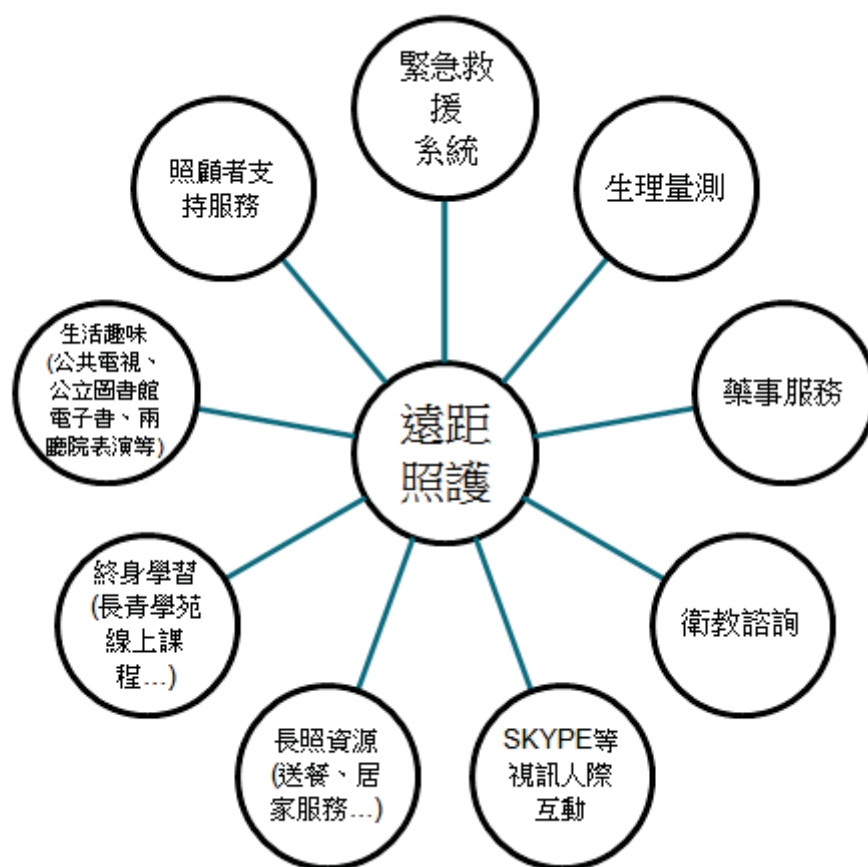 緊急救
援
系統
生理量測
藥事服務
衛教諮詢
SKYPE等
視訊人際
互動
長照資源
(送餐、居
家服務…)
終身學習
(長青學苑
線上課
程…)
生活趣味
(公共電視、
公立圖書館
電子書、兩
廳院表演等)
照顧者支
持服務
遠距
照護